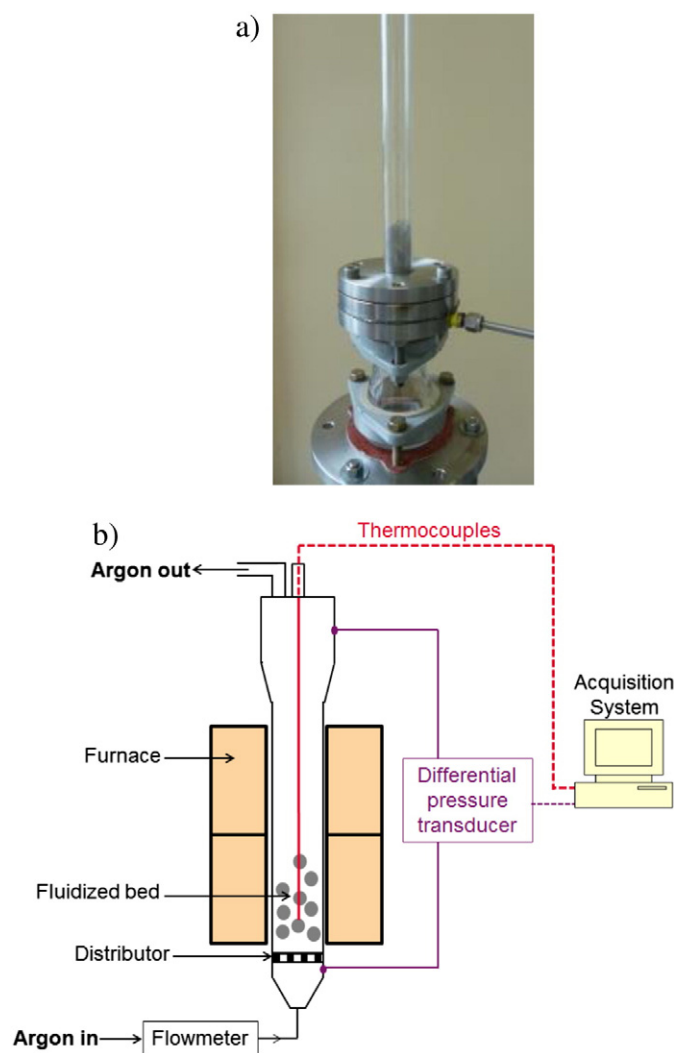 a)
b)
Thermocouples
Argon out
Acquisition
System
Furnace
Differential
pressure
transducer
Fluidized bed
Distributor
Argon in
Flowmeter